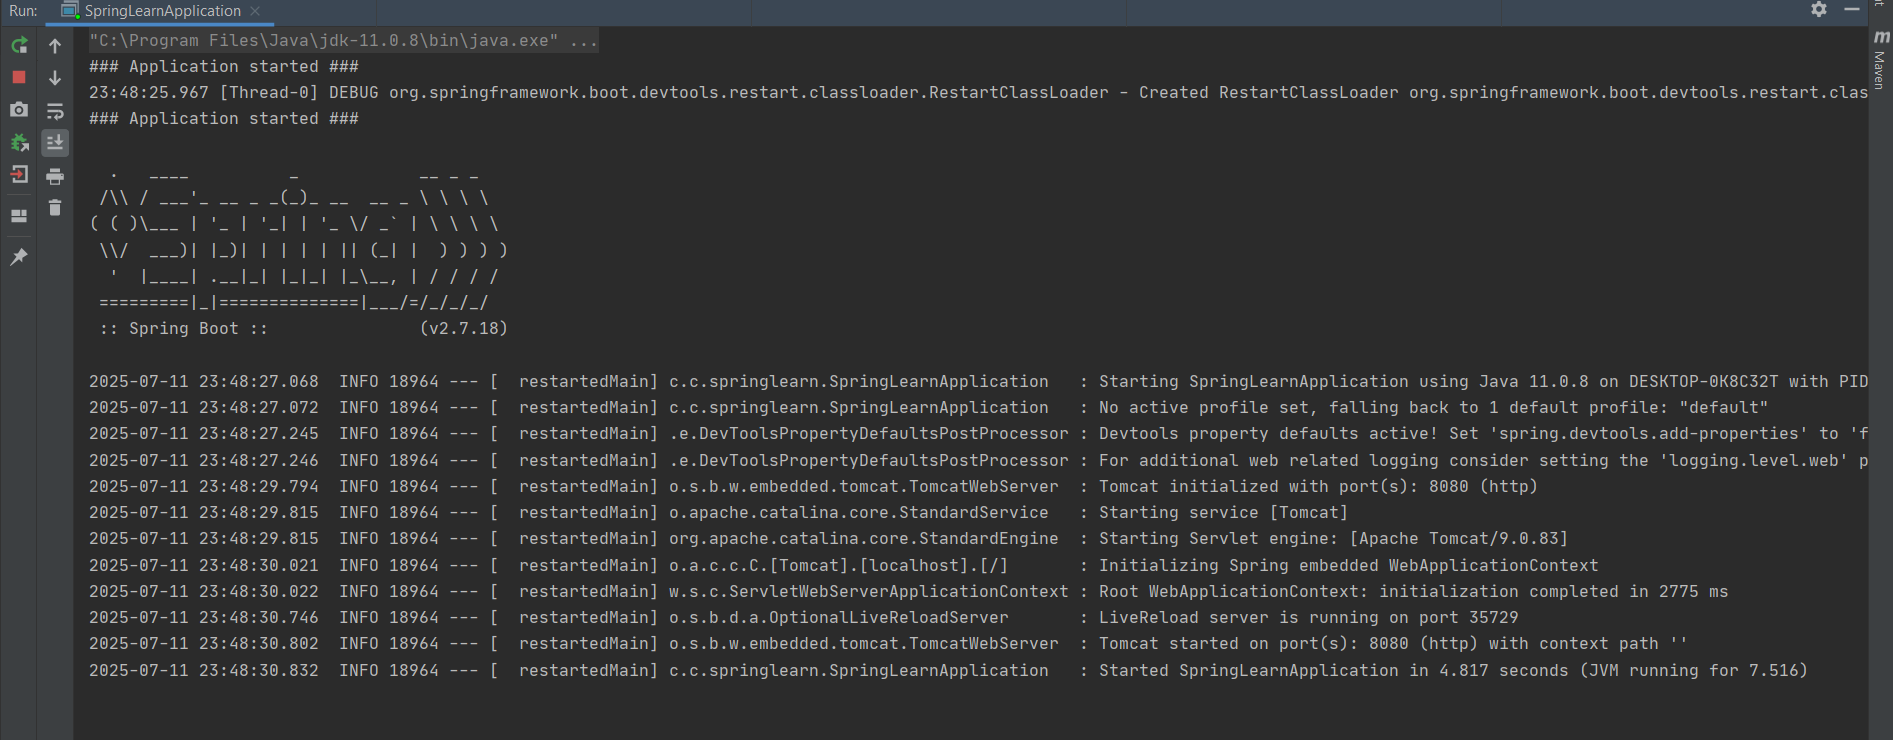 Run: SpringLearnApplication
"C:\Program Files\Java\jdk-11.0.8\bin\java.exe" ...
### Application started ###
23:48:25.967 [Thread-0] DEBUG org.springframework.boot.devtools.restart.classloader.RestartClassLoader - Created RestartClassLoader org.springframework.boot.devtools.restart.clas
### Application started ###
  .   ____          _            __ _ _
 /\\ / ___'_ __ _ _(_)_ __  __ _ \ \ \ \
( ( )\___ | '_ | '_| | '_ \/ _` | \ \ \ \
 \\/  ___)| |_)| | | | | || (_| |  ) ) ) )
  '  |____| .__|_| |_|_| |_\__, | / / / /
 =========|_|==============|___/=/_/_/_/
 :: Spring Boot ::               (v2.7.18)
2025-07-11 23:48:27.068  INFO 18964 --- [  restartedMain] c.c.springlearn.SpringLearnApplication   : Starting SpringLearnApplication using Java 11.0.8 on DESKTOP-0K8C32T with PID
2025-07-11 23:48:27.072  INFO 18964 --- [  restartedMain] c.c.springlearn.SpringLearnApplication   : No active profile set, falling back to 1 default profile: "default"
2025-07-11 23:48:27.245  INFO 18964 --- [  restartedMain] .e.DevToolsPropertyDefaultsPostProcessor : Devtools property defaults active! Set 'spring.devtools.add-properties' to 'f
2025-07-11 23:48:27.246  INFO 18964 --- [  restartedMain] .e.DevToolsPropertyDefaultsPostProcessor : For additional web related logging consider setting the 'logging.level.web' p
2025-07-11 23:48:29.794  INFO 18964 --- [  restartedMain] o.s.b.w.embedded.tomcat.TomcatWebServer  : Tomcat initialized with port(s): 8080 (http)
2025-07-11 23:48:29.815  INFO 18964 --- [  restartedMain] o.apache.catalina.core.StandardService   : Starting service [Tomcat]
2025-07-11 23:48:29.815  INFO 18964 --- [  restartedMain] org.apache.catalina.core.StandardEngine  : Starting Servlet engine: [Apache Tomcat/9.0.83]
2025-07-11 23:48:30.021  INFO 18964 --- [  restartedMain] o.a.c.c.C.[Tomcat].[localhost].[/]       : Initializing Spring embedded WebApplicationContext
2025-07-11 23:48:30.022  INFO 18964 --- [  restartedMain] w.s.c.ServletWebServerApplicationContext : Root WebApplicationContext: initialization completed in 2775 ms
2025-07-11 23:48:30.746  INFO 18964 --- [  restartedMain] o.s.b.d.a.OptionalLiveReloadServer       : LiveReload server is running on port 35729
2025-07-11 23:48:30.802  INFO 18964 --- [  restartedMain] o.s.b.w.embedded.tomcat.TomcatWebServer  : Tomcat started on port(s): 8080 (http) with context path ''
2025-07-11 23:48:30.832  INFO 18964 --- [  restartedMain] c.c.springlearn.SpringLearnApplication   : Started SpringLearnApplication in 4.817 seconds (JVM running for 7.516)
m Maven